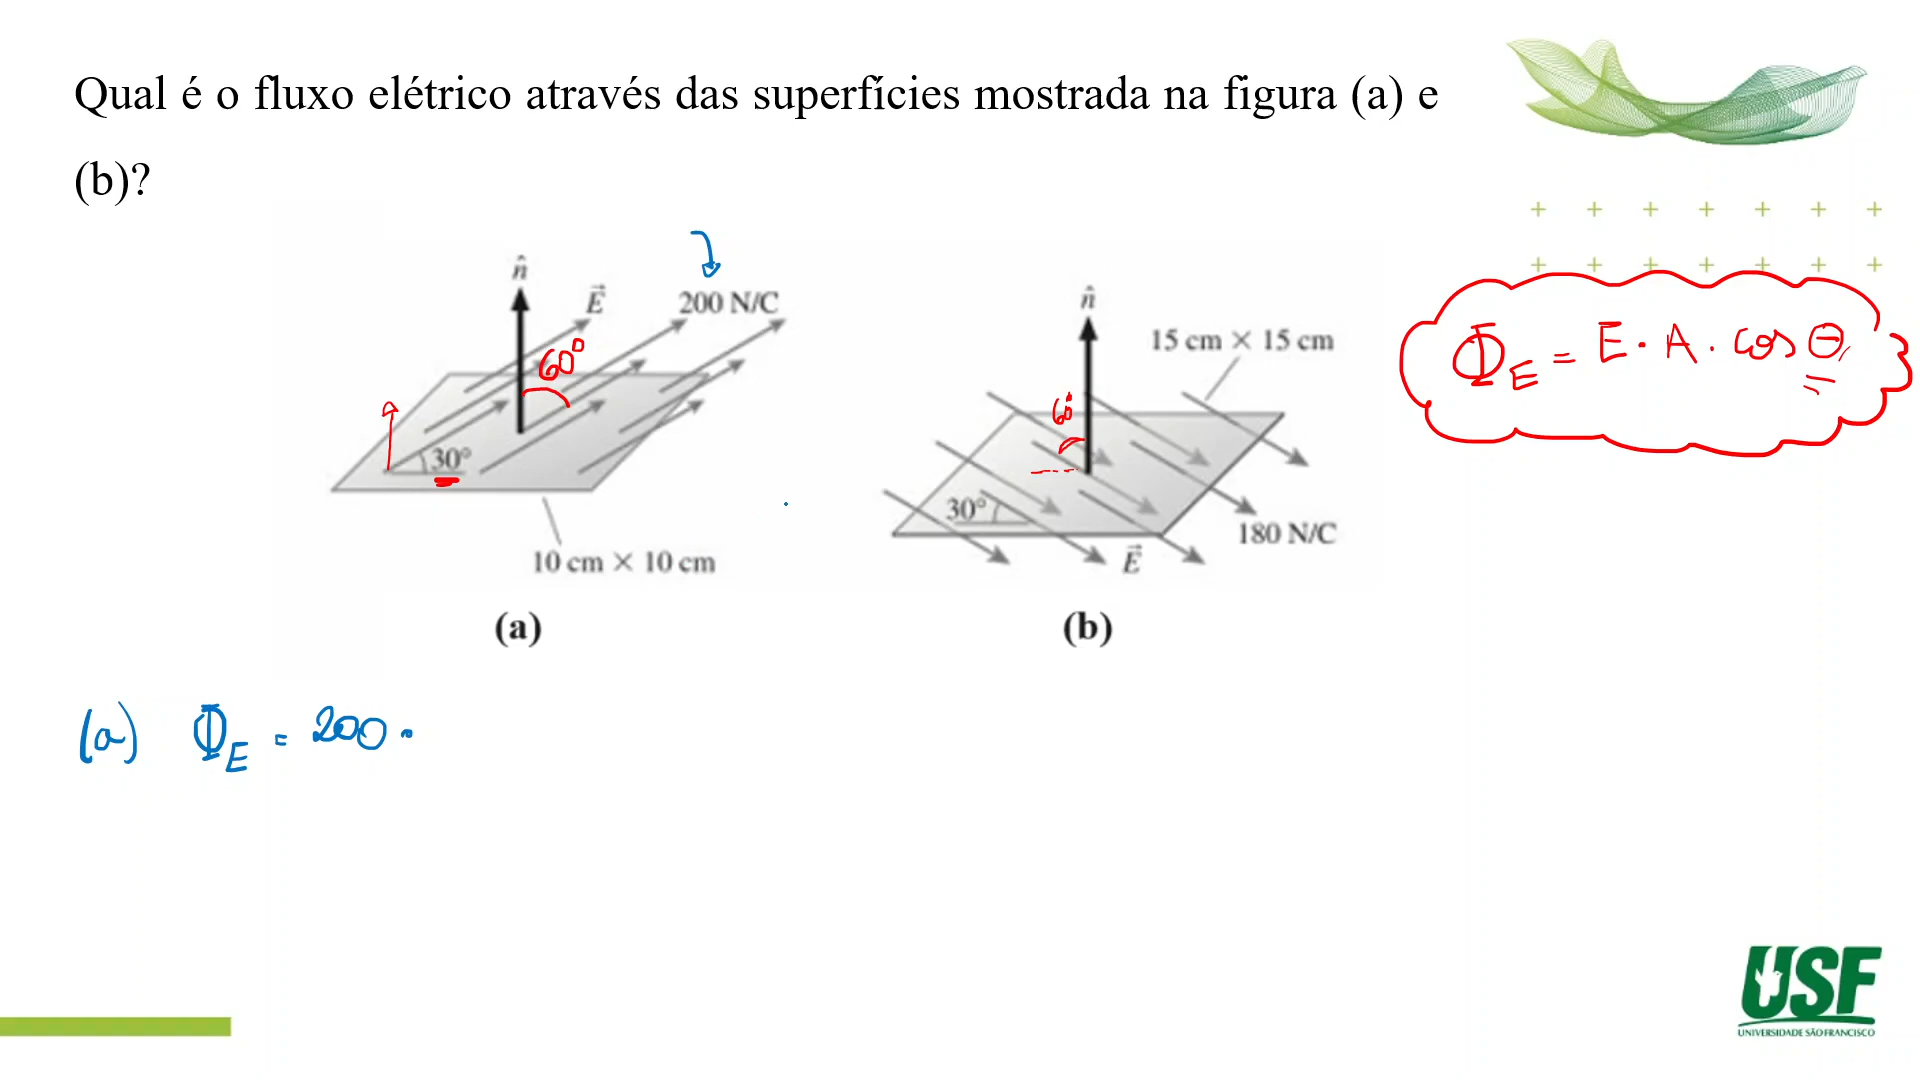 Qual é o fluxo elétrico através das superfícies mostrada na figura (a) e
(b)?
n̂
E⃗
200 N/C
60°
30°
10 cm × 10 cm
(a)
n̂
15 cm × 15 cm
60°
30°
180 N/C
E⃗
(b)
Φ_E = E · A · cos θ
(a) Φ_E = 200 ·
USF
UNIVERSIDADE SÃO FRANCISCO